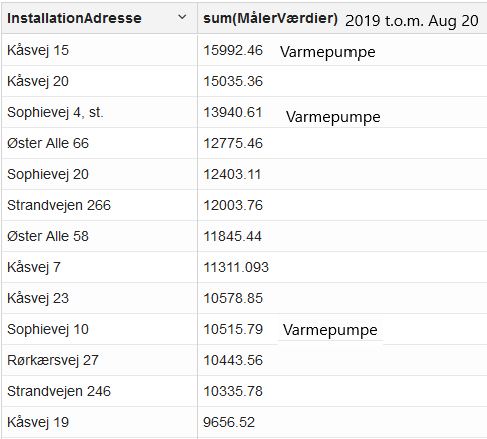 InstallationAdresse sum(MålerVærdier) 2019 t.o.m. Aug 20
Kåsvej 15 15992.46 Varmepumpe
Kåsvej 20 15035.36
Sophievej 4, st. 13940.61 Varmepumpe
Øster Alle 66 12775.46
Sophievej 20 12403.11
Strandvejen 266 12003.76
Øster Alle 58 11845.44
Kåsvej 7 11311.093
Kåsvej 23 10578.85
Sophievej 10 10515.79 Varmepumpe
Rørkærsvej 27 10443.56
Strandvejen 246 10335.78
Kåsvej 19 9656.52